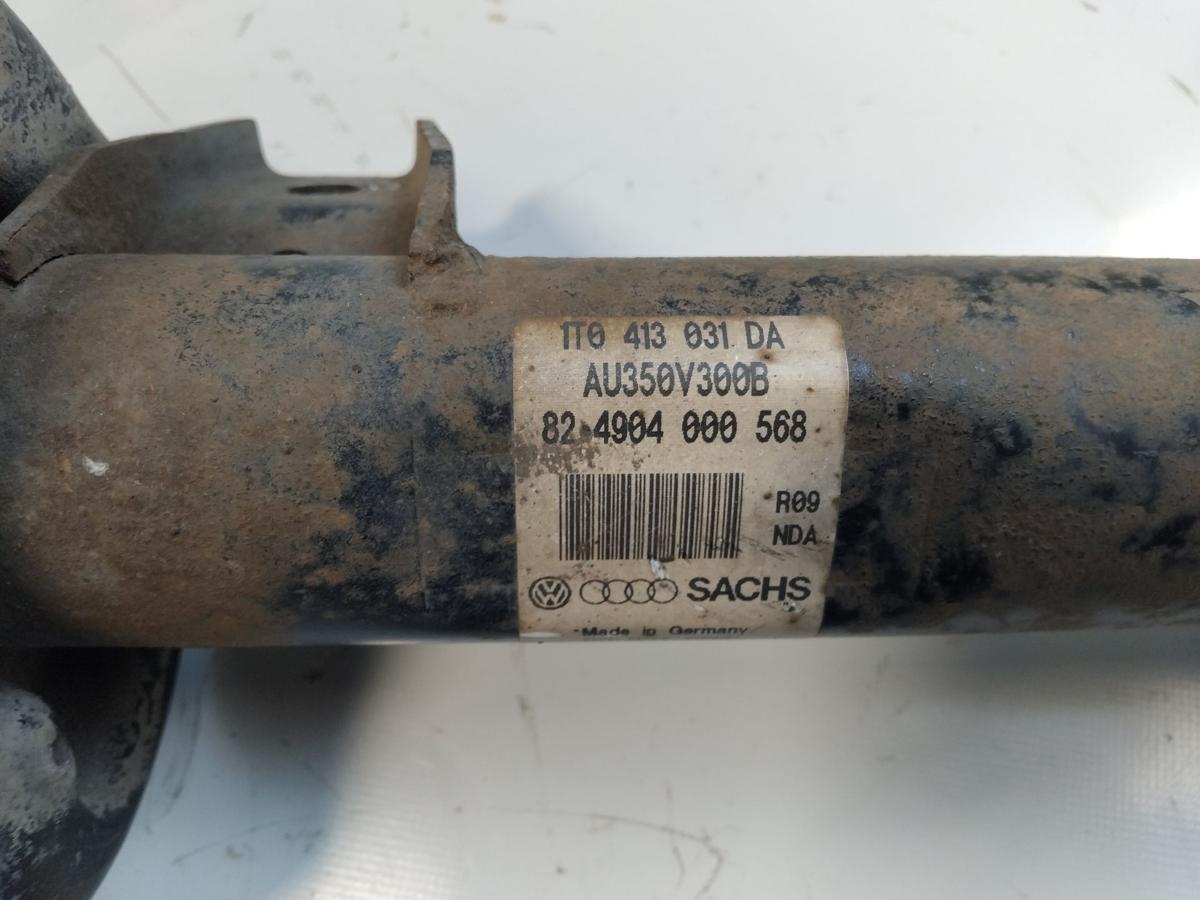 1T0 413 031 DA
AU350V300B
82 4904 000 568
R09
NDA
SACHS
Made in Germany